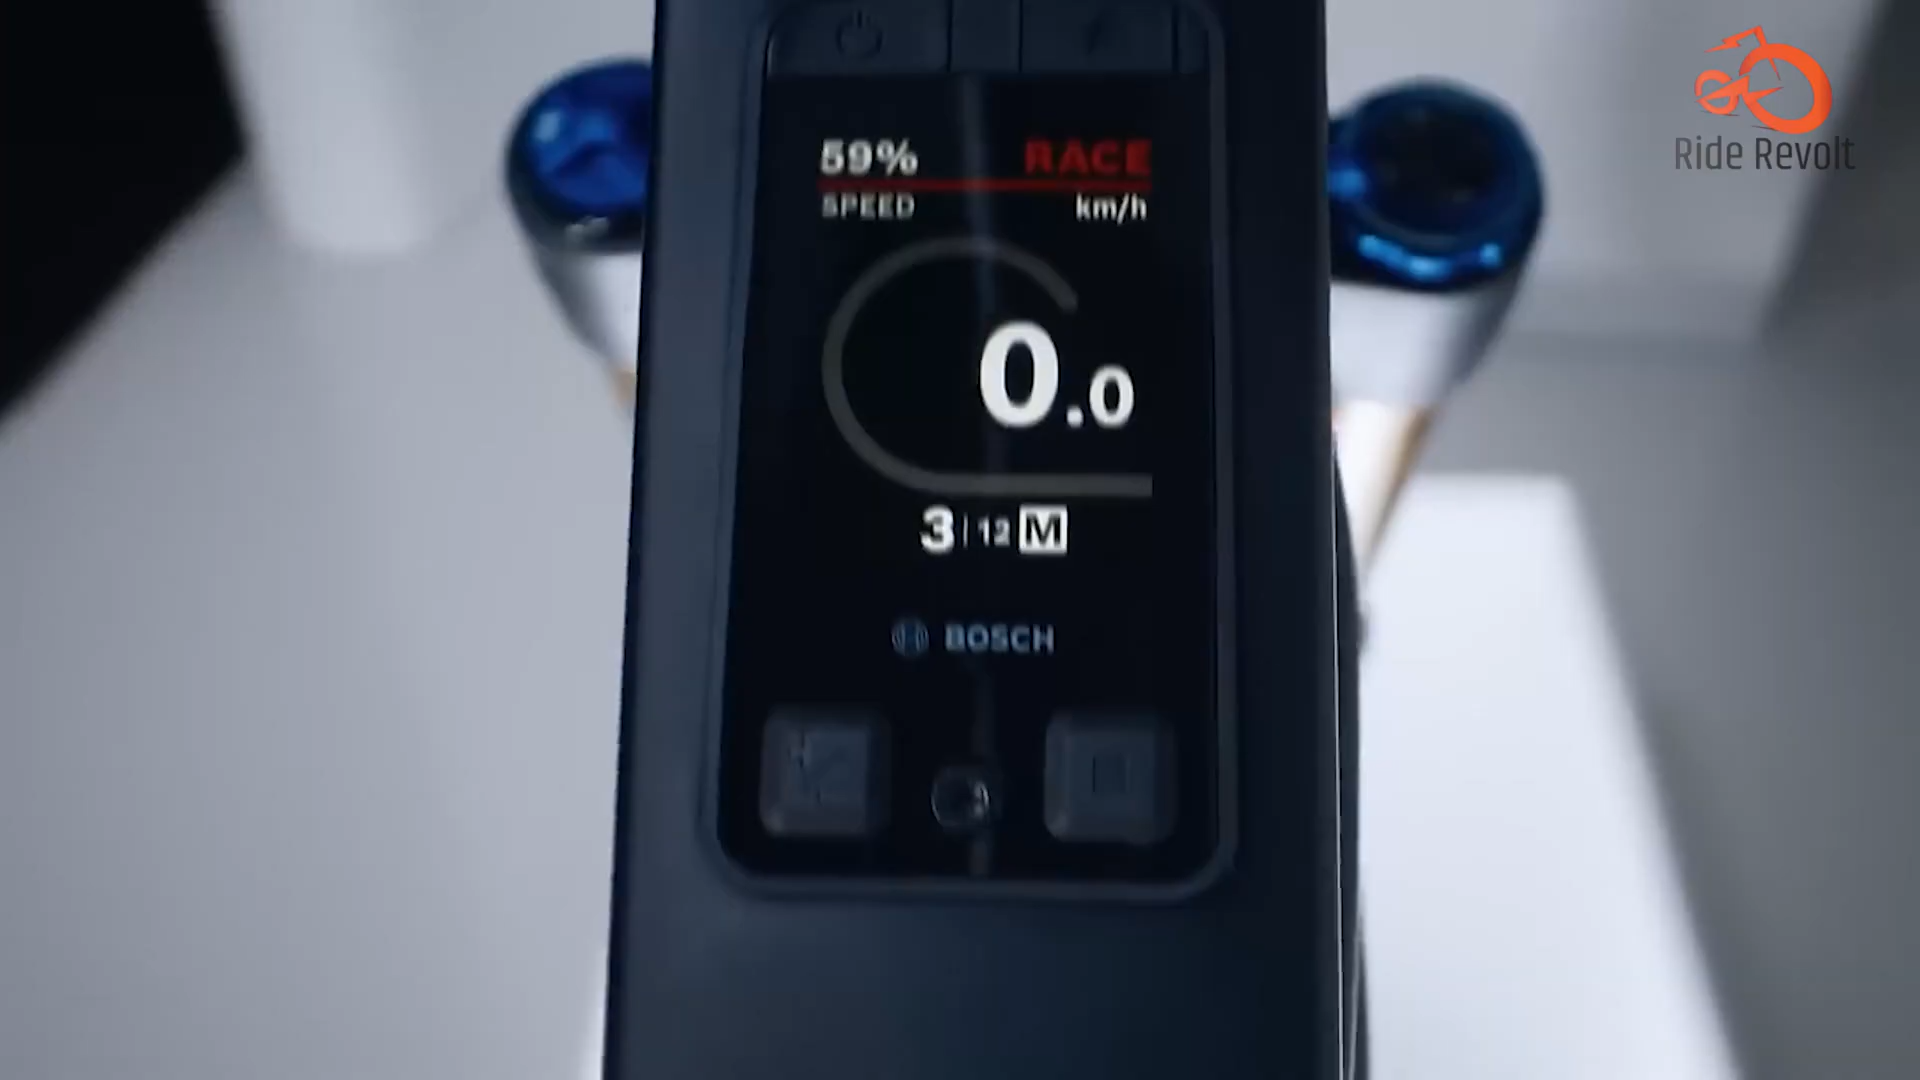 Ride Revolt
59% RACE
SPEED km/h
0.0
3 | 12 M
BOSCH